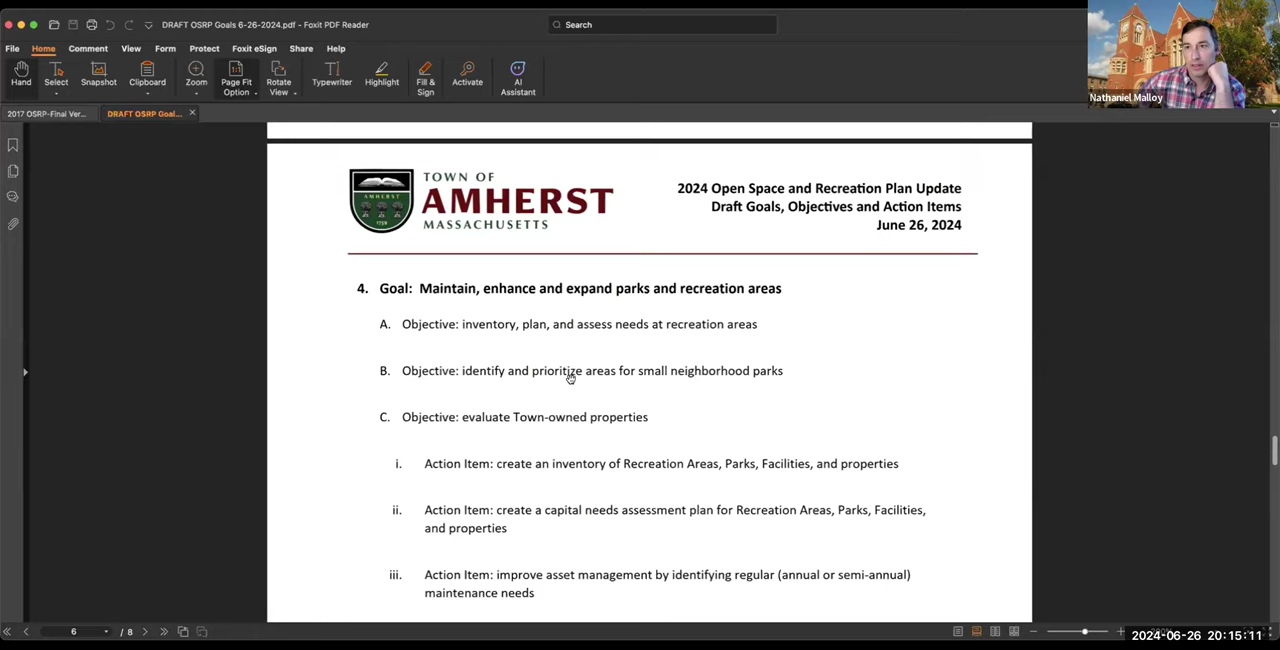 DRAFT OSRP Goals 6-26-2024.pdf - Foxit PDF Reader
Search
File Home Comment View Form Protect Foxit eSign Share Help
Hand Select Snapshot Clipboard Zoom Page Fit Option Rotate View Typewriter Highlight Fill & Sign Activate AI Assistant
Nathaniel Malloy
2017 OSRP-Final Ver... DRAFT OSRP Goal...
AMHERST
1759
TOWN OF
AMHERST
MASSACHUSETTS
2024 Open Space and Recreation Plan Update
Draft Goals, Objectives and Action Items
June 26, 2024
4. Goal: Maintain, enhance and expand parks and recreation areas
A. Objective: inventory, plan, and assess needs at recreation areas
B. Objective: identify and prioritize areas for small neighborhood parks
C. Objective: evaluate Town-owned properties
i. Action Item: create an inventory of Recreation Areas, Parks, Facilities, and properties
ii. Action Item: create a capital needs assessment plan for Recreation Areas, Parks, Facilities,
and properties
iii. Action Item: improve asset management by identifying regular (annual or semi-annual)
maintenance needs
6 / 8
2024-06-26 20:15:11